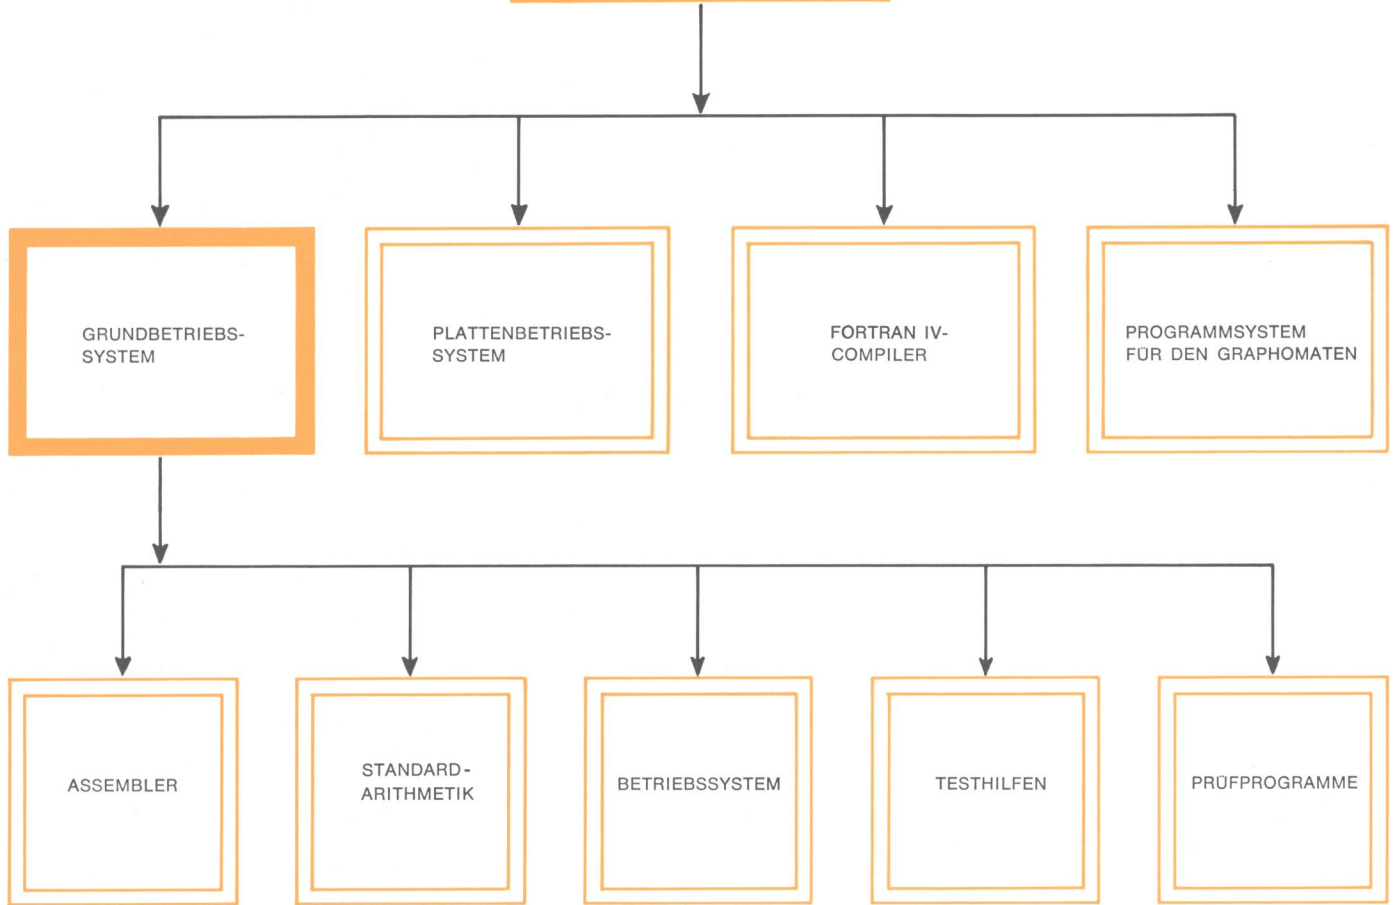 GRUNDBETRIEBS-
SYSTEM
PLATTENBETRIEBS-
SYSTEM
FORTRAN IV-
COMPILER
PROGRAMMSYSTEM
FÜR DEN GRAPHOMATEN
ASSEMBLER
STANDARD-
ARITHMETIK
BETRIEBSSYSTEM
TESTHILFEN
PRÜFPROGRAMME